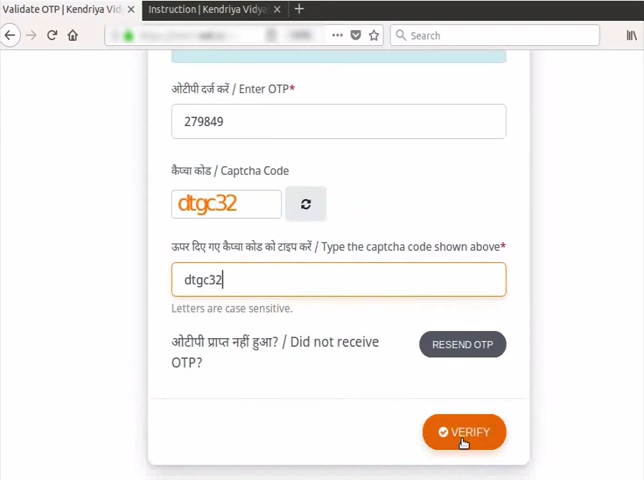 Validate OTP | Kendriya Vidy
Instruction | Kendriya Vidya
Search
ओटीपी दर्ज करें / Enter OTP*
279849
कैप्चा कोड / Captcha Code
dtgc32
ऊपर दिए गए कैप्चा कोड को टाइप करें / Type the captcha code shown above*
dtgc32
Letters are case sensitive.
ओटीपी प्राप्त नहीं हुआ? / Did not receive
OTP?
RESEND OTP
VERIFY